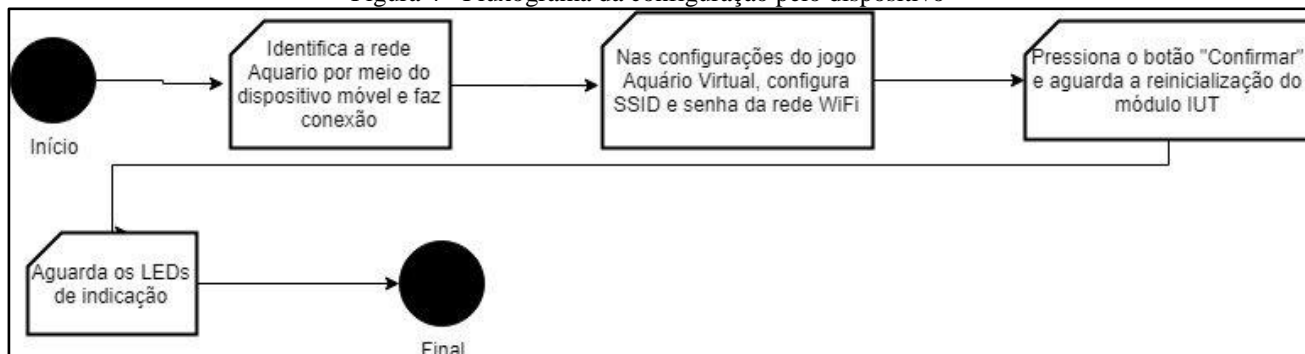 Identifica a rede
Aquario por meio do
dispositivo móvel e faz
conexão
Nas configurações do jogo
Aquário Virtual, configura
SSID e senha da rede WiFi
Pressiona o botão "Confirmar"
e aguarda a reinicialização do
módulo IUT
Início
Aguarda os LEDs
de indicação
Final